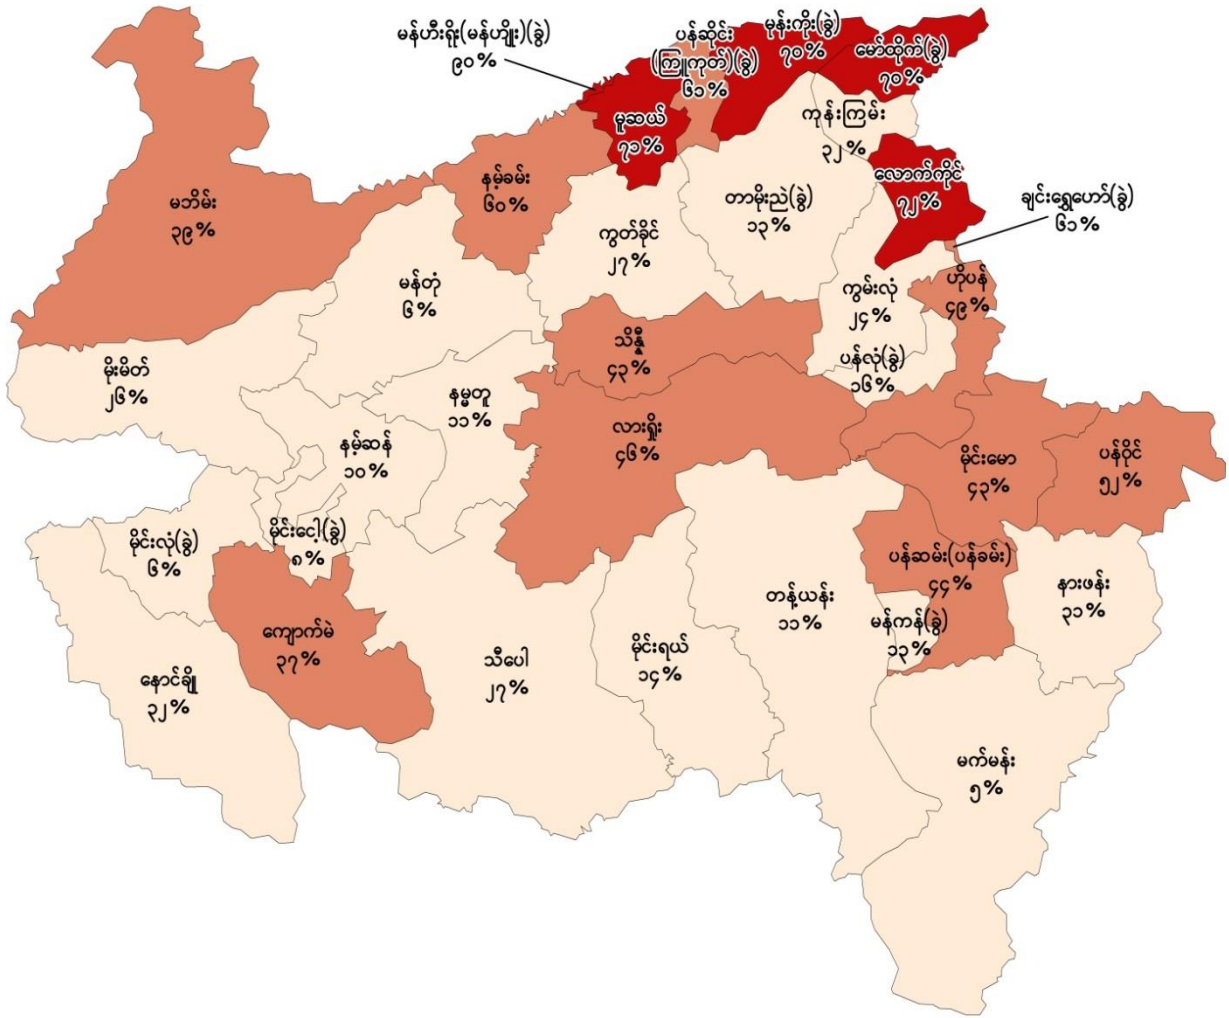 မန်ဟီးရိုး(မန်ဟျိုး)(ခွဲ)
၉၀%
ပန်ဆိုင်း
(ကြူကုတ်)(ခွဲ)
၆၁%
မုန်းကိုး(ခွဲ)
၇၀%
မော်ထိုက်(ခွဲ)
၇၀%
မူဆယ်
၇၁%
ကုန်းကြမ်း
၃၂%
လောက်ကိုင်
၇၂%
ချင်းရွှေဟော်(ခွဲ)
၆၁%
မဘိမ်း
၃၉%
နမ့်ခမ်း
၆၀%
တာမိုးညဲ(ခွဲ)
၁၃%
ကွတ်ခိုင်
၂၇%
မန်တုံ
၆%
ဟိုပန်
၄၉%
ကွမ်းလုံ
၂၄%
သိန္နီ
၄၃%
ပန်လုံ(ခွဲ)
၁၆%
မိုးမိတ်
၂၆%
နမ္မတူ
၁၁%
လားရှိုး
၄၆%
နမ့်ဆန်
၁၀%
မိုင်းမော
၄၃%
ပန်ဝိုင်
၅၂%
မိုင်းလုံ(ခွဲ)
၆%
မိုင်းငေါ့(ခွဲ)
၈%
ပန်ဆမ်း(ပန်ခမ်း)
၄၄%
နားဖန်း
၃၁%
တန့်ယန်း
၁၁%
မန်ကန်(ခွဲ)
၁၃%
ကျောက်မဲ
၃၇%
သီပေါ
၂၇%
မိုင်းရယ်
၁၄%
နောင်ချို
၃၂%
မက်မန်း
၅%